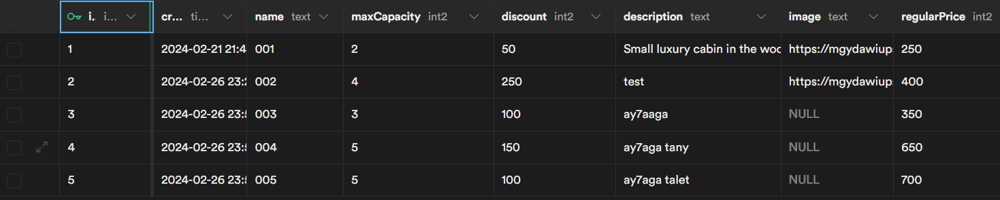 i.. i... cr... ti... name text maxCapacity int2 discount int2 description text image text regularPrice int2
1 2024-02-21 21:4 001 2 50 Small luxury cabin in the woo https://mgydawiup 250
2 2024-02-26 23:2 002 4 250 test https://mgydawiup 400
3 2024-02-26 23:5 003 3 100 ay7aaga NULL 350
4 2024-02-26 23:5 004 5 150 ay7aga tany NULL 650
5 2024-02-26 23:5 005 5 100 ay7aga talet NULL 700